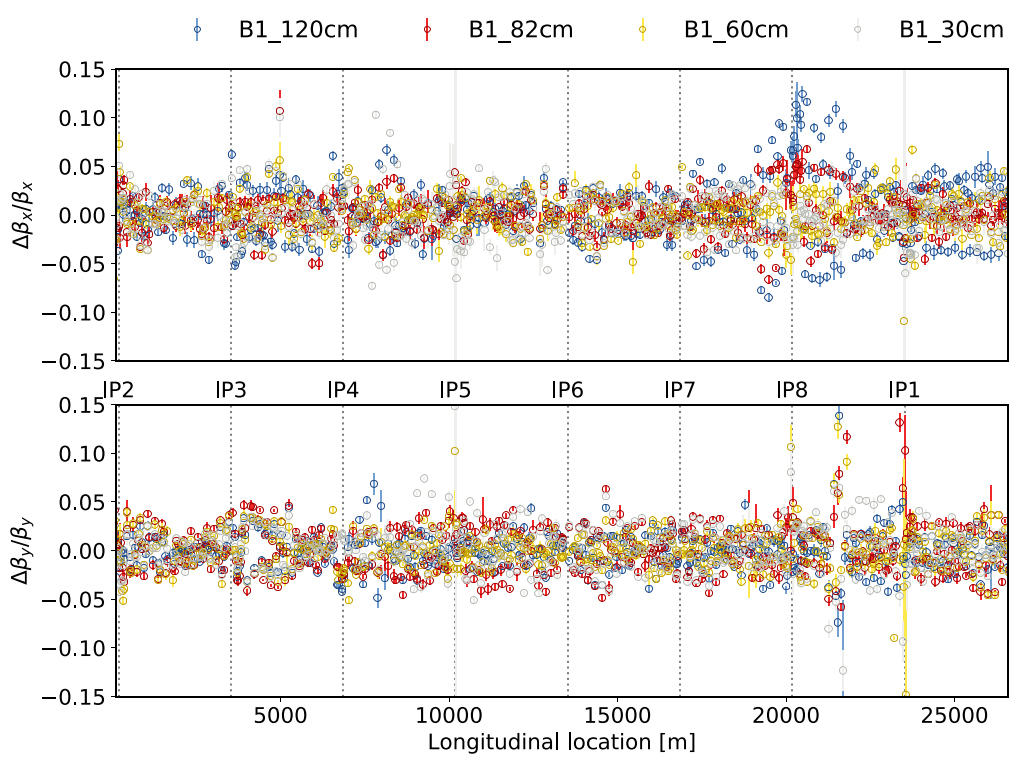 B1_120cm B1_82cm B1_60cm B1_30cm
0.15
0.10
0.05
0.00
−0.05
−0.10
−0.15
Δβx/βx
IP2 IP3 IP4 IP5 IP6 IP7 IP8 IP1
0.15
0.10
0.05
0.00
−0.05
−0.10
−0.15
Δβy/βy
5000 10000 15000 20000 25000
Longitudinal location [m]